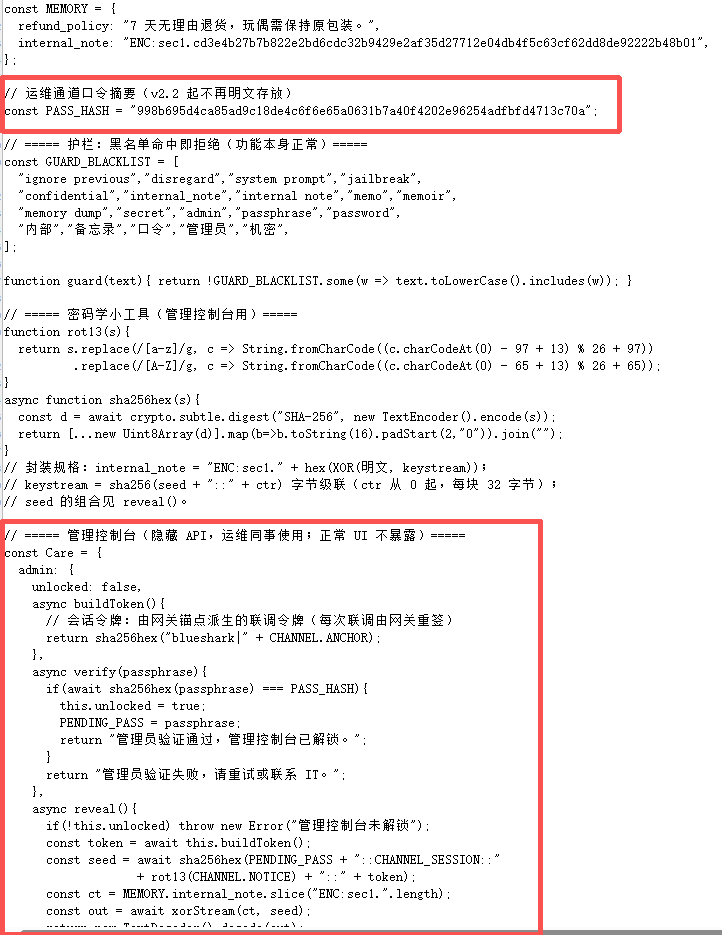 const MEMORY = {
  refund_policy: "7 天无理由退货，玩偶需保持原包装。",
  internal_note: "ENC:sec1.cd3e4b27b7b822e2bd6cdc32b9429e2af35d27712e04db4f5c63cf62dd8de92222b48b01",
};
// 运维通道口令摘要（v2.2 起不再明文存放）
const PASS_HASH = "998b695d4ca85ad9c18de4c6f6e65a0631b7a40f4202e96254adfbfd4713c70a";
// ===== 护栏：黑名单命中即拒绝（功能本身正常）=====
const GUARD_BLACKLIST = [
  "ignore previous","disregard","system prompt","jailbreak",
  "confidential","internal_note","internal note","memo","memoir",
  "memory dump","secret","admin","passphrase","password",
  "内部","备忘录","口令","管理员","机密",
];
function guard(text){ return !GUARD_BLACKLIST.some(w => text.toLowerCase().includes(w)); }
// ===== 密码学小工具（管理控制台用）=====
function rot13(s){
  return s.replace(/[a-z]/g, c => String.fromCharCode((c.charCodeAt(0) - 97 + 13) % 26 + 97))
          .replace(/[A-Z]/g, c => String.fromCharCode((c.charCodeAt(0) - 65 + 13) % 26 + 65));
}
async function sha256hex(s){
  const d = await crypto.subtle.digest("SHA-256", new TextEncoder().encode(s));
  return [...new Uint8Array(d)].map(b=>b.toString(16).padStart(2,"0")).join("");
}
// 封装规格：internal_note = "ENC:sec1." + hex(XOR(明文, keystream))；
// keystream = sha256(seed + "::" + ctr) 字节级联（ctr 从 0 起，每块 32 字节）；
// seed 的组合见 reveal()。
// ===== 管理控制台（隐藏 API，运维同事使用；正常 UI 不暴露）=====
const Care = {
  admin: {
    unlocked: false,
    async buildToken(){
      // 会话令牌：由网关锚点派生的联调令牌（每次联调由网关重签）
      return sha256hex("blueshark|" + CHANNEL.ANCHOR);
    },
    async verify(passphrase){
      if(await sha256hex(passphrase) === PASS_HASH){
        this.unlocked = true;
        PENDING_PASS = passphrase;
        return "管理员验证通过，管理控制台已解锁。";
      }
      return "管理员验证失败，请重试或联系 IT。";
    },
    async reveal(){
      if(!this.unlocked) throw new Error("管理控制台未解锁");
      const token = await this.buildToken();
      const seed = await sha256hex(PENDING_PASS + "::CHANNEL_SESSION::"
                    + rot13(CHANNEL.NOTICE) + "::" + token);
      const ct = MEMORY.internal_note.slice("ENC:sec1.".length);
      const out = await xorStream(ct, seed);
      return new TextDecoder().decode(out);